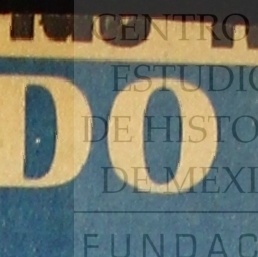 DO
CENTRO
ESTUDIO
DE HISTO
DE MEXI
FUNDAC